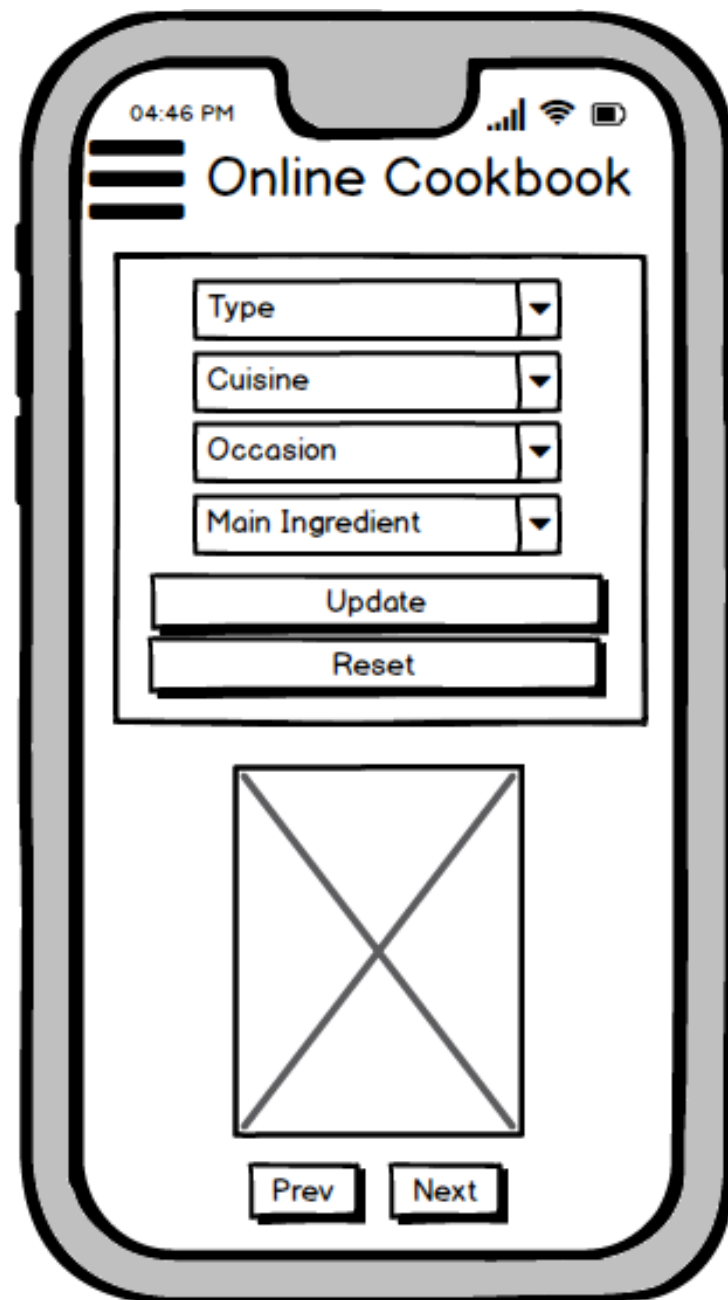 04:46 PM
Online Cookbook
Type
Cuisine
Occasion
Main Ingredient
Update
Reset
Prev Next